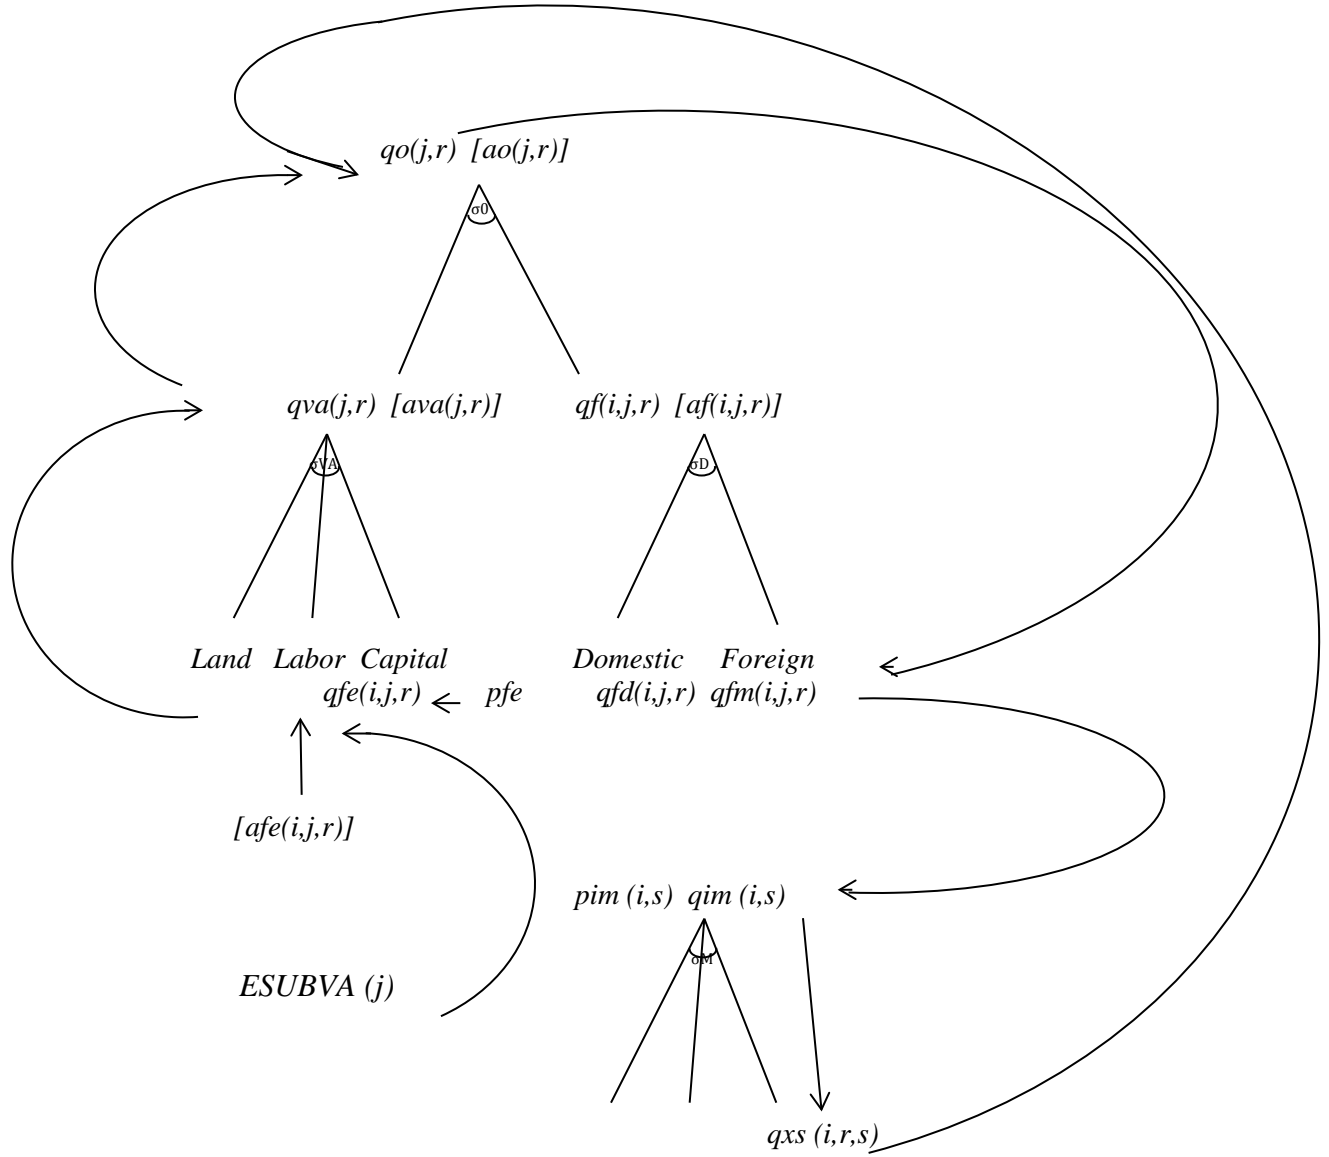 qo(j,r) [ao(j,r)]
σ0
qva(j,r) [ava(j,r)] qf(i,j,r) [af(i,j,r)]
σVA σD
Land Labor Capital Domestic Foreign
qfe(i,j,r) pfe qfd(i,j,r) qfm(i,j,r)
[afe(i,j,r)]
pim (i,s) qim (i,s)
σM
ESUBVA (j)
qxs (i,r,s)